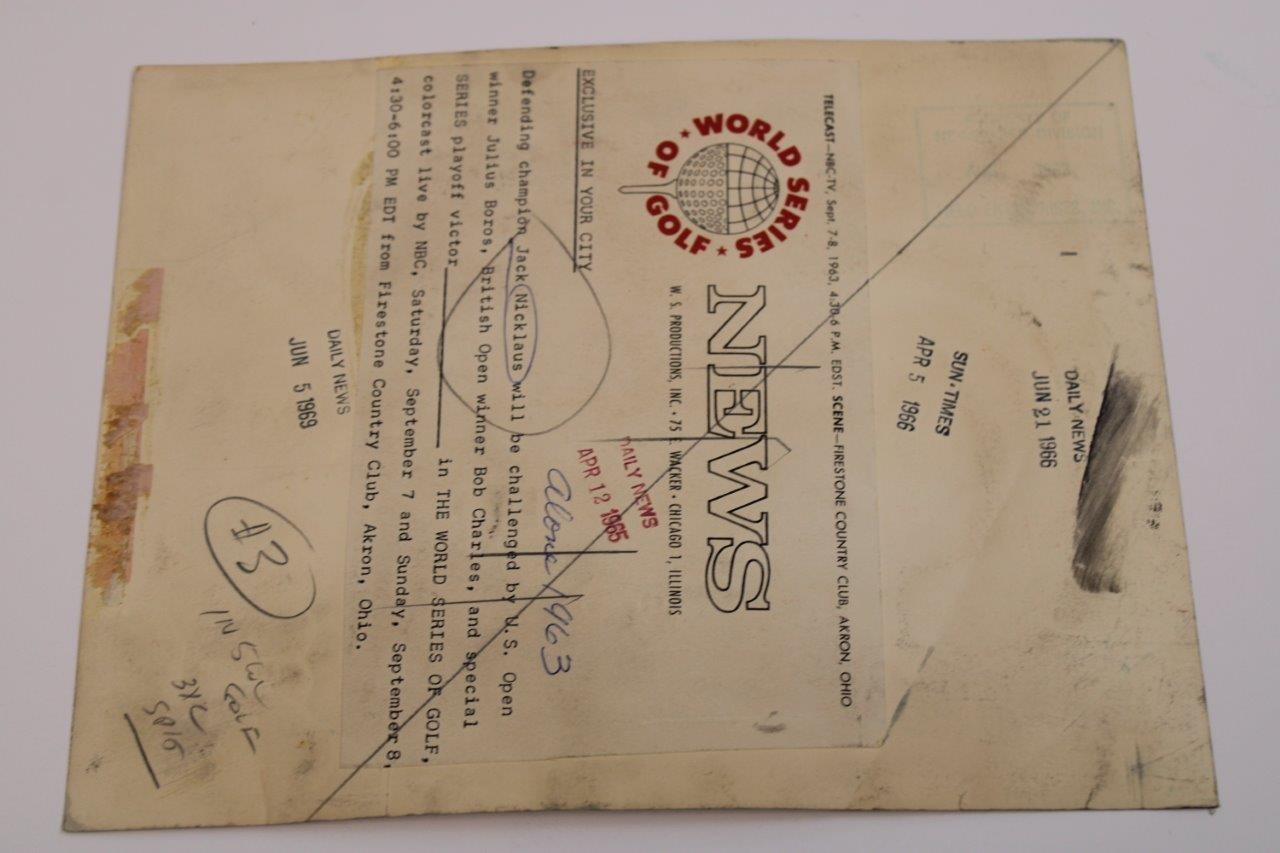 DAILY NEWS
JUN 21 1966
SUN-TIMES
APR 5 1966
TELECAST—NBC-TV, Sept. 7-8, 1963, 4:30-6 P.M. EDST. SCENE—FIRESTONE COUNTRY CLUB, AKRON, OHIO
WORLD SERIES
OF GOLF
NEWS
W. S. PRODUCTIONS, INC. • 75 E. WACKER • CHICAGO 1, ILLINOIS
DAILY NEWS
APR 12 1965
EXCLUSIVE IN YOUR CITY
Alone/1963
Defending champion Jack Nicklaus will be challenged by U.S. Open
winner Julius Boros, British Open winner Bob Charles, and special
SERIES playoff victor in THE WORLD SERIES OF GOLF,
colorcast live by NBC, Saturday, September 7 and Sunday, September 8,
4:30-6:00 PM EDT from Firestone Country Club, Akron, Ohio.
DAILY NEWS
JUN 5 1969
#3
GOLF